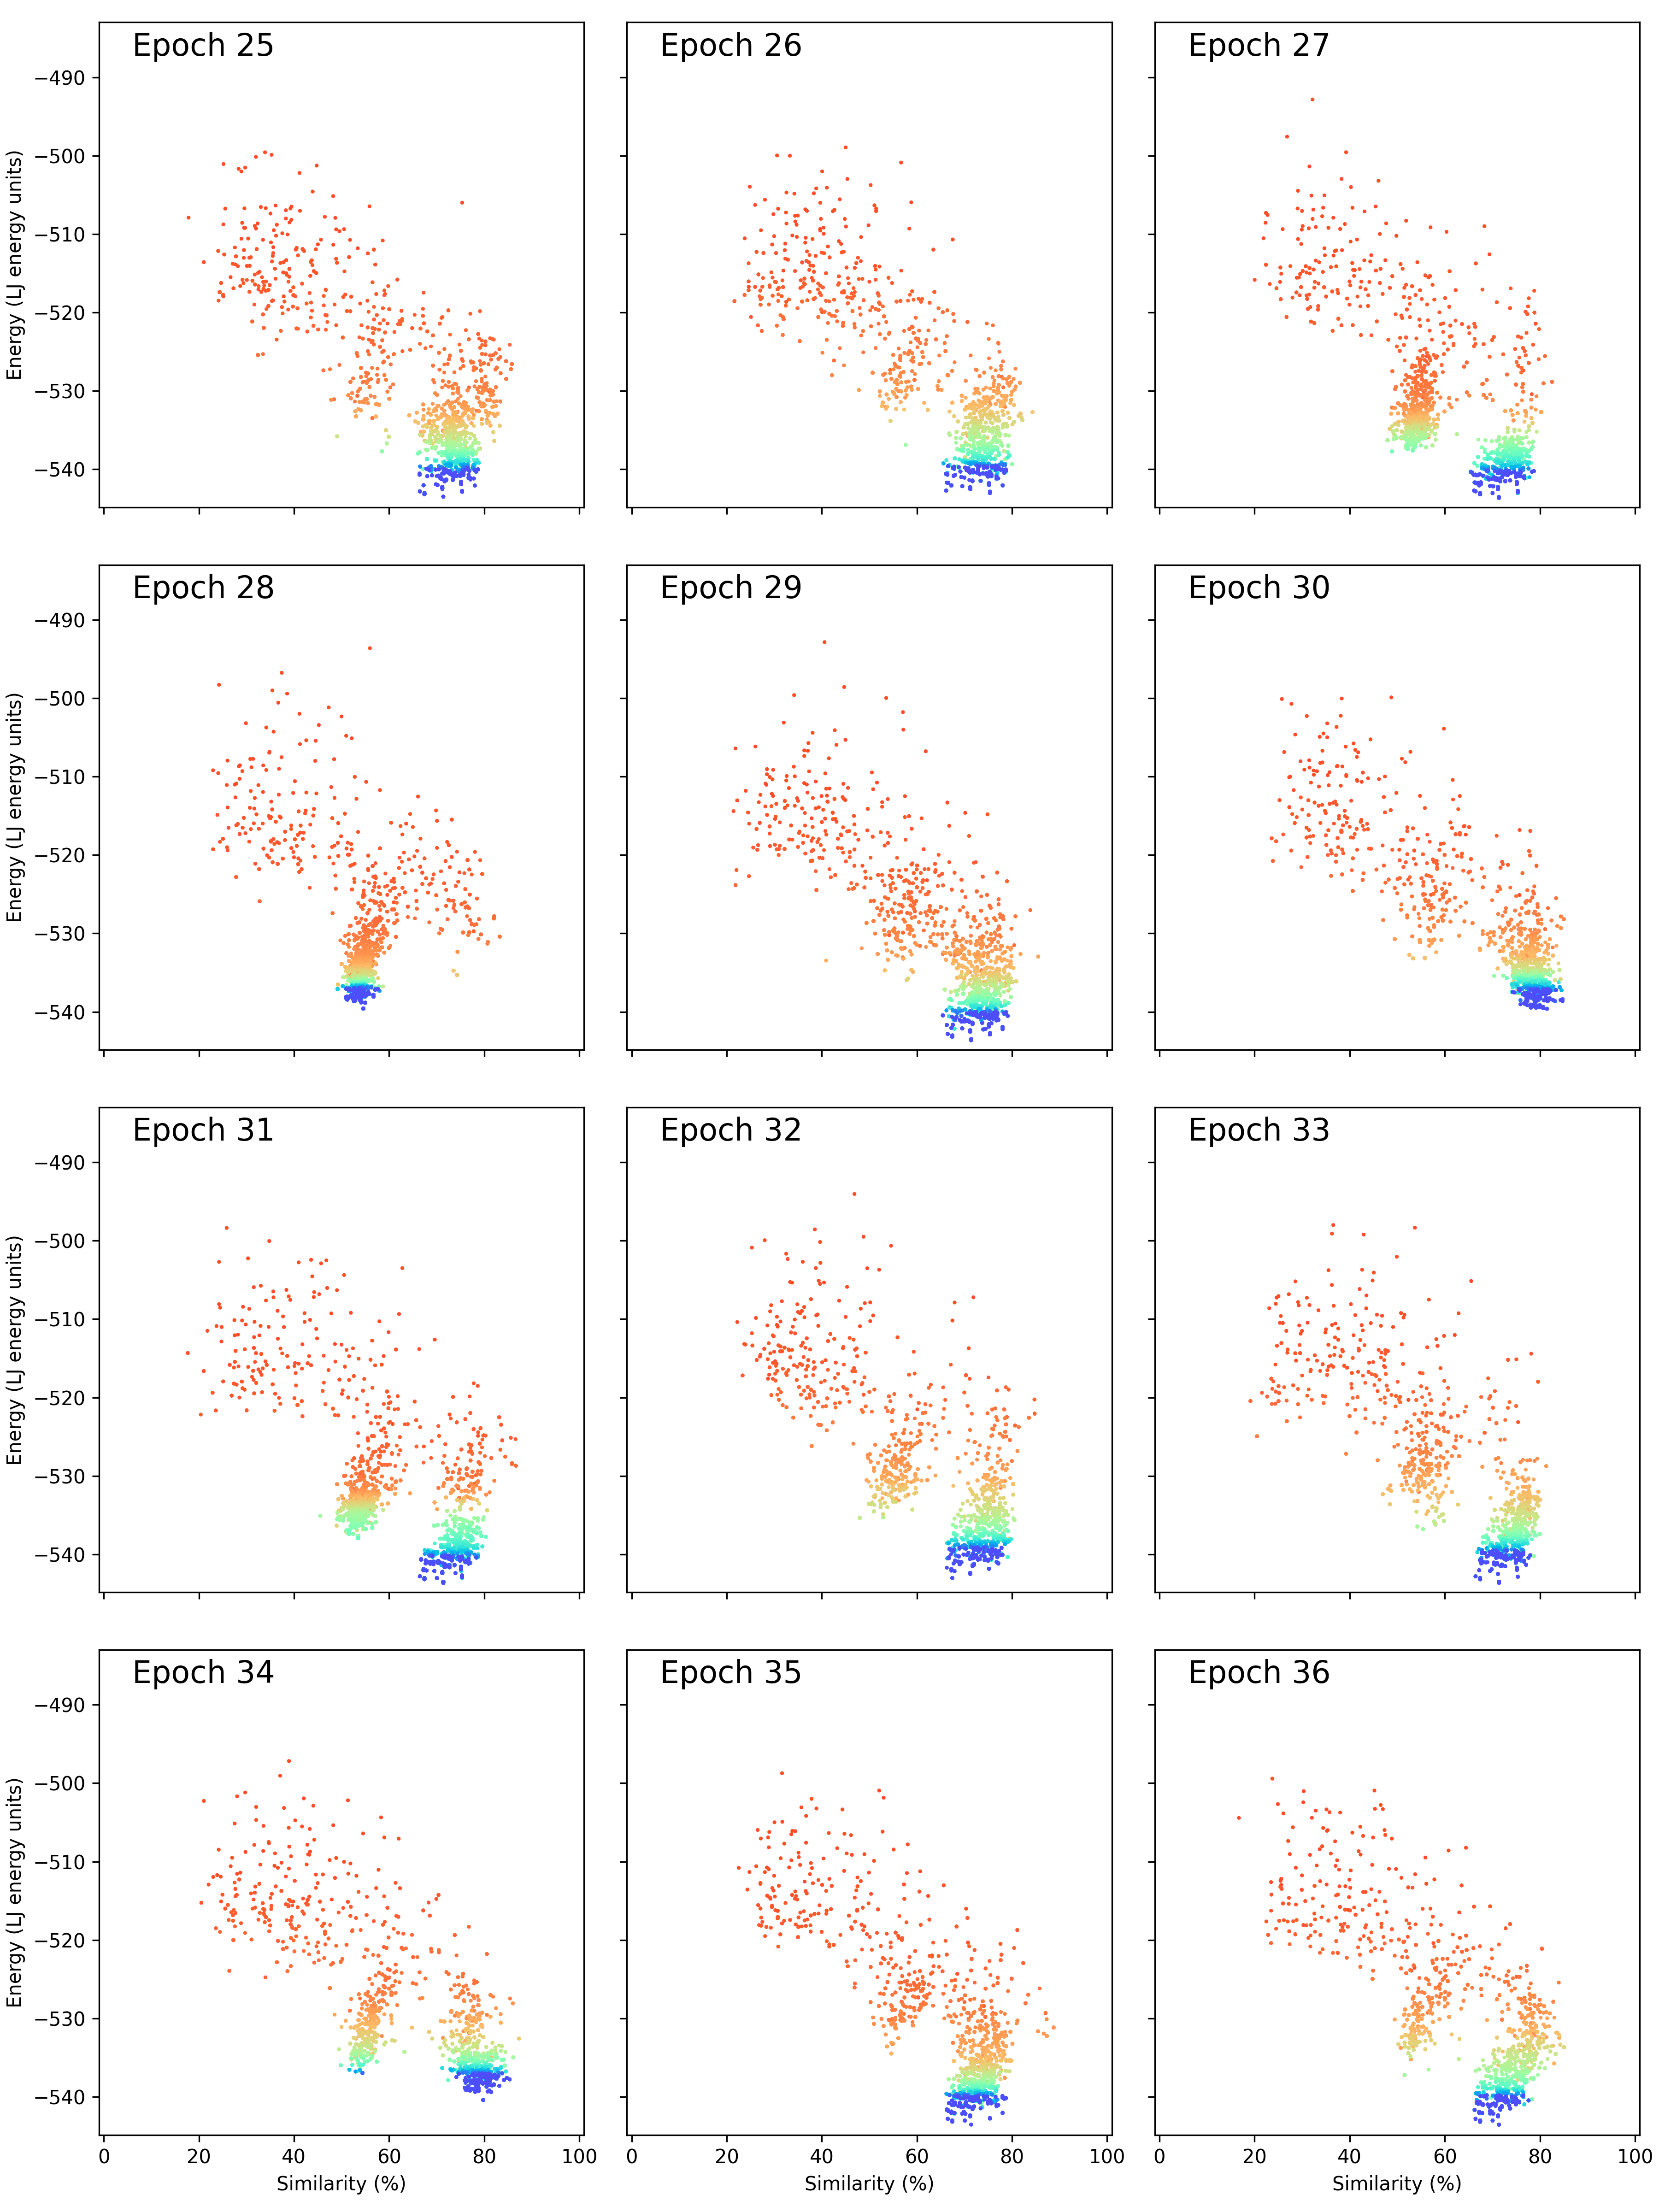 Epoch 25
Epoch 26
Epoch 27
−490
−500
−510
−520
−530
−540
Energy (LJ energy units)
Epoch 28
Epoch 29
Epoch 30
−490
−500
−510
−520
−530
−540
Energy (LJ energy units)
Epoch 31
Epoch 32
Epoch 33
−490
−500
−510
−520
−530
−540
Energy (LJ energy units)
Epoch 34
Epoch 35
Epoch 36
−490
−500
−510
−520
−530
−540
Energy (LJ energy units)
0 20 40 60 80 100 0 20 40 60 80 100 0 20 40 60 80 100
Similarity (%) Similarity (%) Similarity (%)